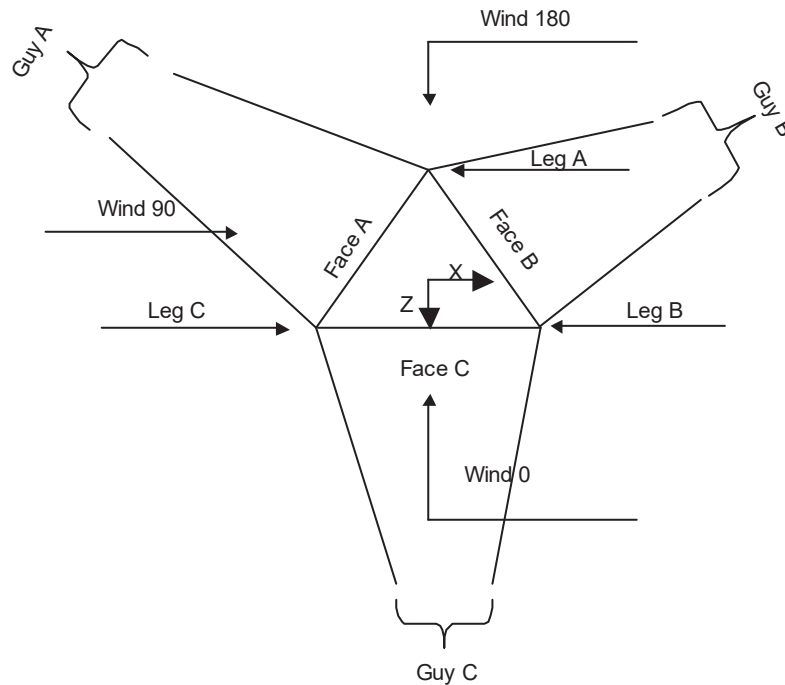 Wind 180
Guy A
Guy B
Leg A
Wind 90
Face A
Face B
X
Z
Leg C
Leg B
Face C
Wind 0
Guy C